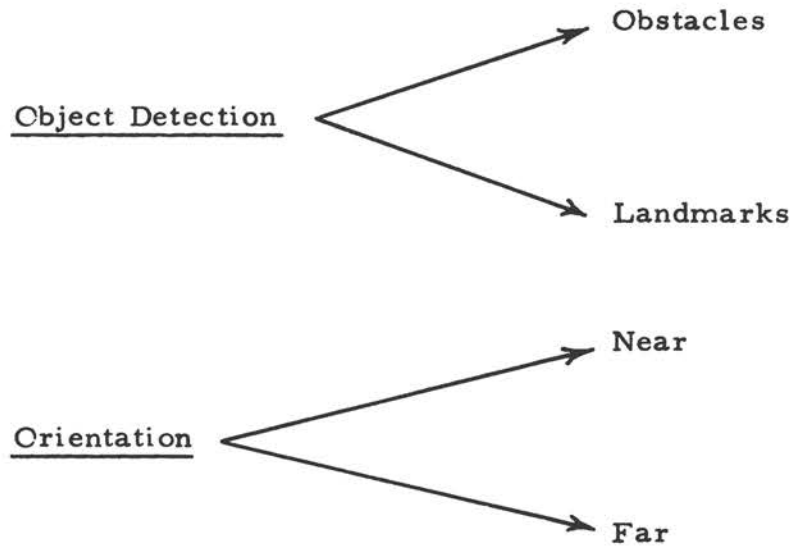 Obstacles
Object Detection
Landmarks
Near
Orientation
Far